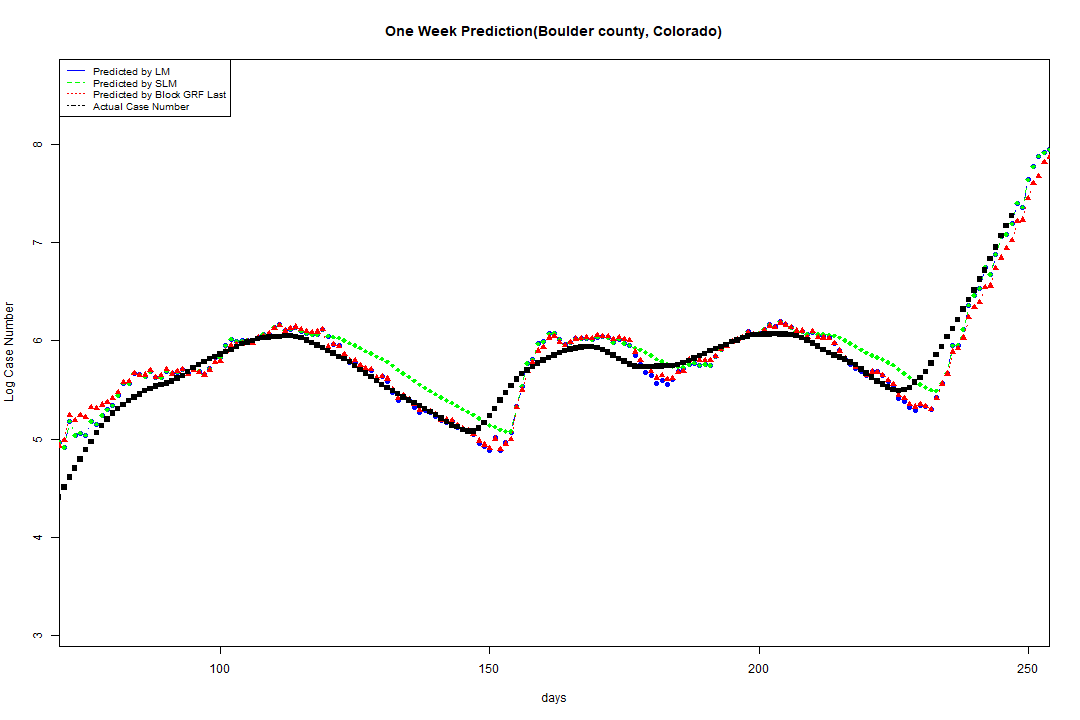 One Week Prediction(Boulder county, Colorado)
Predicted by LM
Predicted by SLM
Predicted by Block GRF Last
Actual Case Number
8
7
6
5
4
3
Log Case Number
100 150 200 250
days